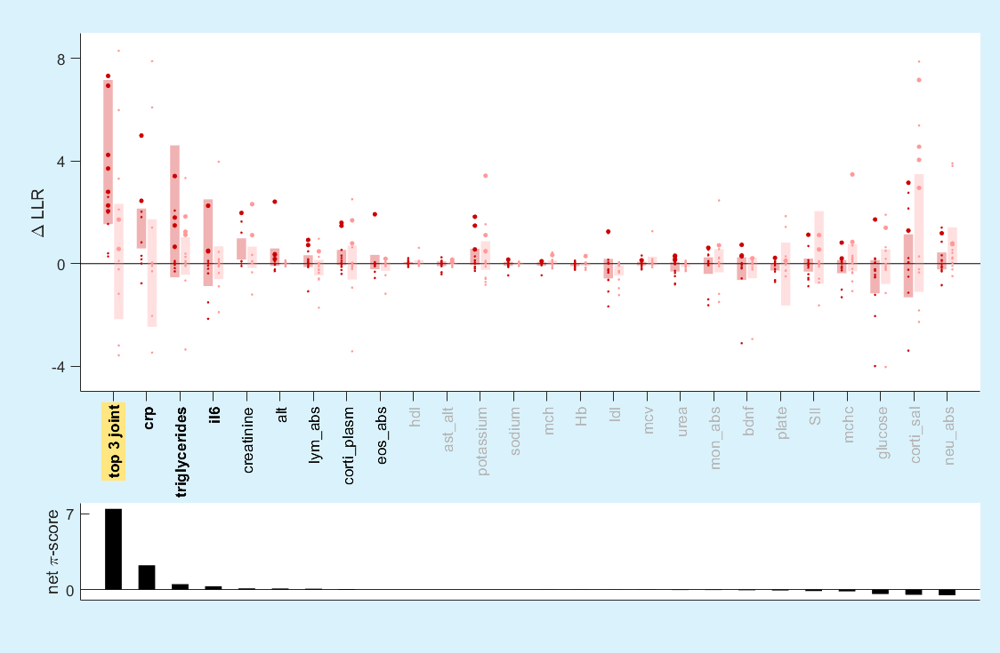 8
4
0
-4
Δ LLR
top 3 joint
crp
triglycerides
il6
creatinine
alt
lym_abs
corti_plasm
eos_abs
hdl
ast_alt
potassium
sodium
mch
Hb
ldl
mcv
urea
mon_abs
bdnf
plate
SII
mchc
glucose
corti_sal
neu_abs
7
0
net π-score